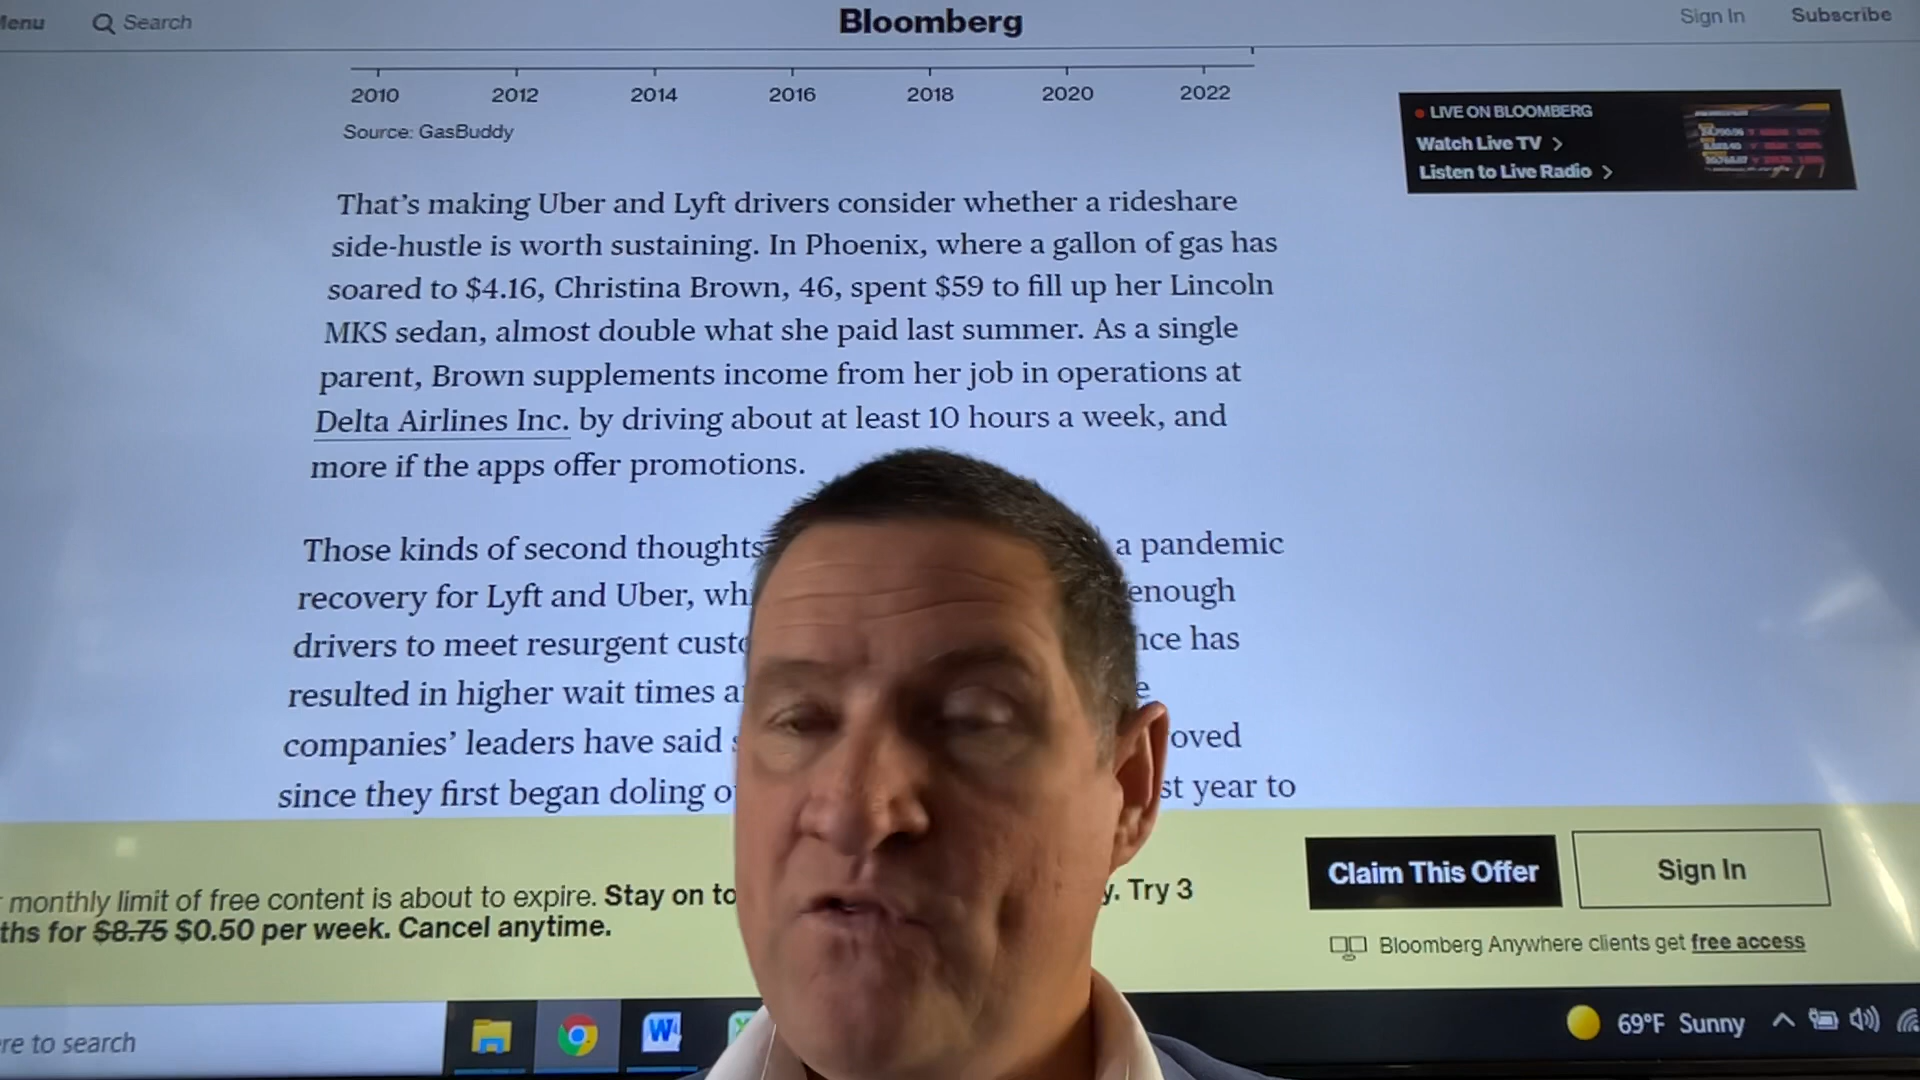 Menu Search Bloomberg Sign In Subscribe
2010 2012 2014 2016 2018 2020 2022
Source: GasBuddy
LIVE ON BLOOMBERG
Watch Live TV >
Listen to Live Radio >
That's making Uber and Lyft drivers consider whether a rideshare
side-hustle is worth sustaining. In Phoenix, where a gallon of gas has
soared to $4.16, Christina Brown, 46, spent $59 to fill up her Lincoln
MKS sedan, almost double what she paid last summer. As a single
parent, Brown supplements income from her job in operations at
Delta Airlines Inc. by driving about at least 10 hours a week, and
more if the apps offer promotions.
Those kinds of second thoughts a pandemic
recovery for Lyft and Uber, enough
drivers to meet resurgent has
resulted in higher wait times
companies' leaders have said
since they first began doling year to
monthly limit of free content is about to expire. Stay on Try 3
for $8.75 $0.50 per week. Cancel anytime.
Claim This Offer
Sign In
Bloomberg Anywhere clients get free access
to search
69°F Sunny